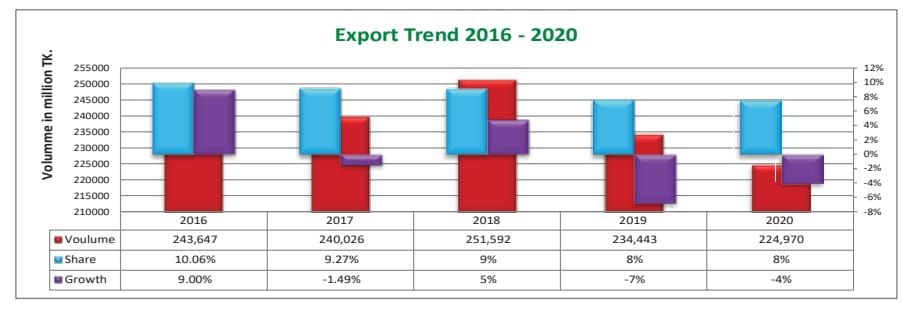 Export Trend 2016 - 2020
Volumme in million TK.
255000 12%
250000 10%
245000 8%
240000 6%
235000 4%
230000 2%
225000 0%
220000 -2%
215000 -4%
210000 -6%
-8%
2016 2017 2018 2019 2020
Voulume 243,647 240,026 251,592 234,443 224,970
Share 10.06% 9.27% 9% 8% 8%
Growth 9.00% -1.49% 5% -7% -4%